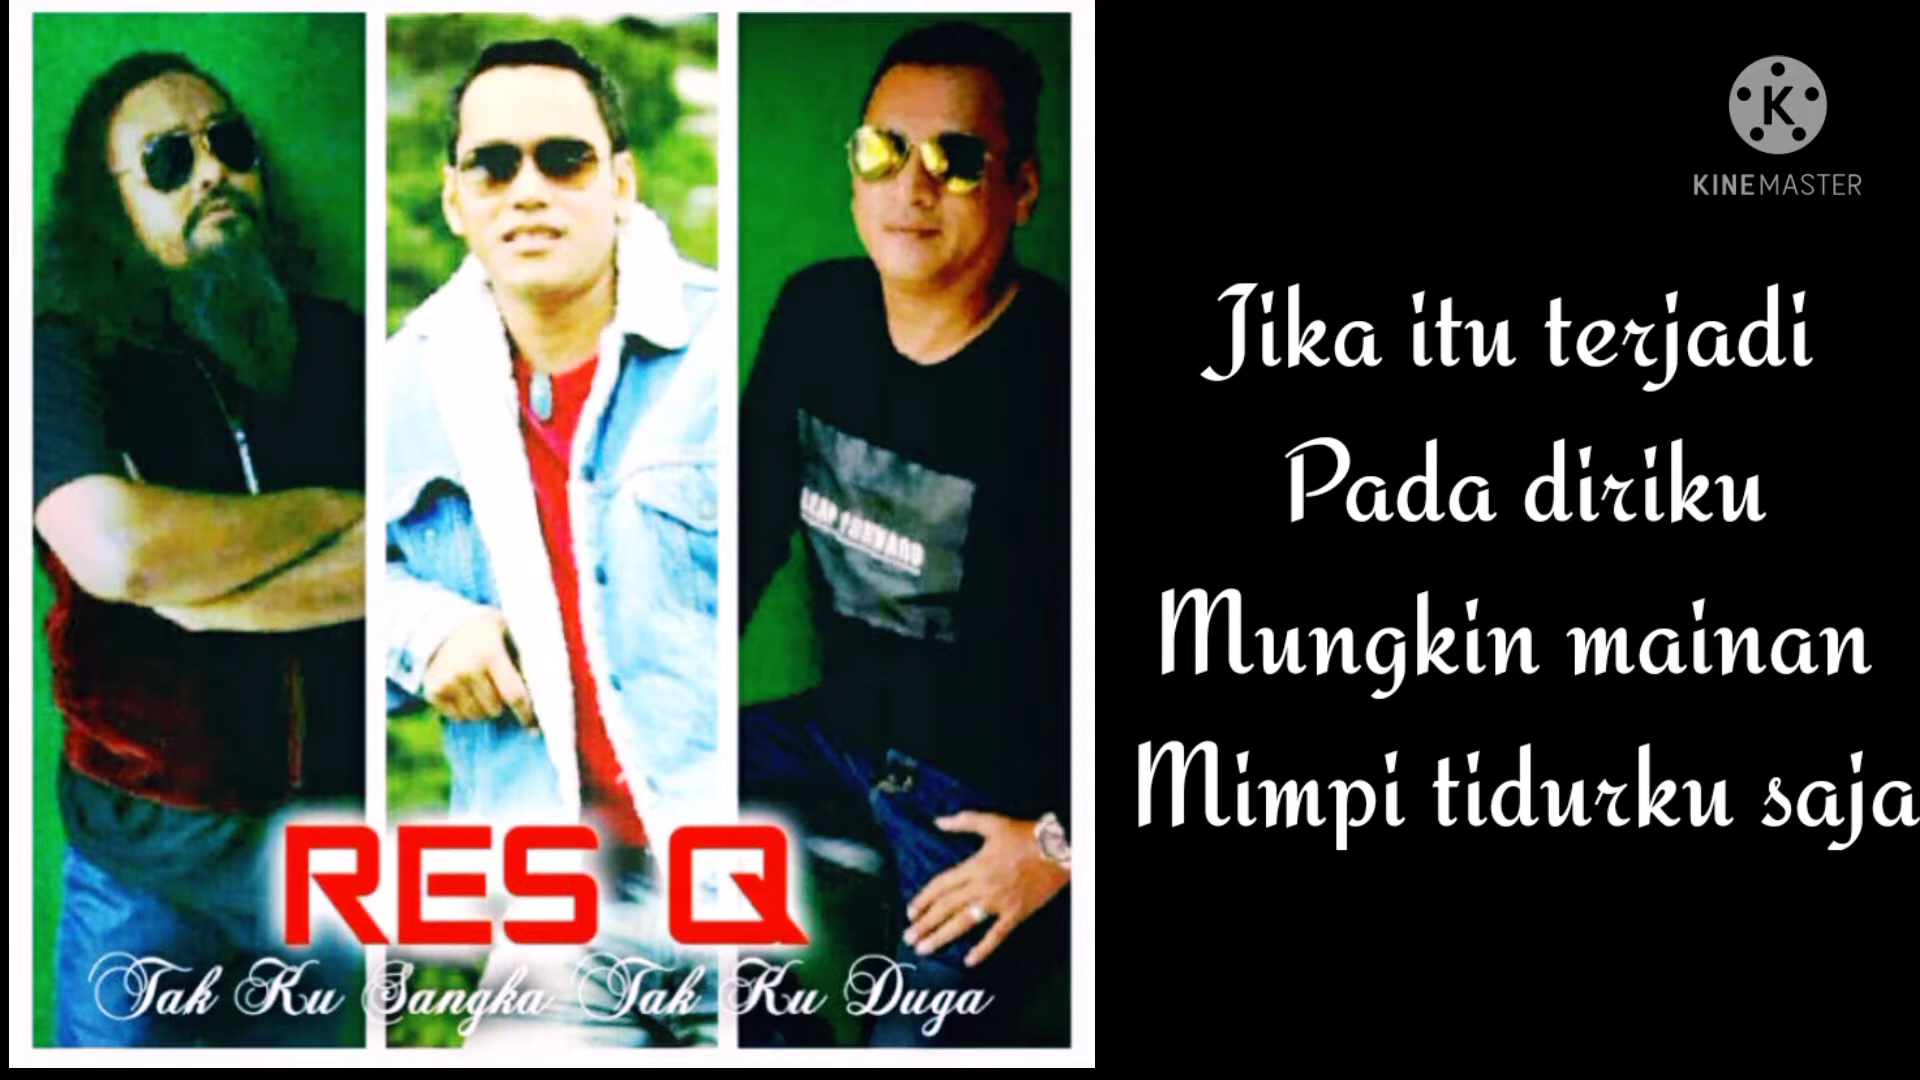 RES Q
Tak Ku Sangka Tak Ku Duga
KINEMASTER
Jika itu terjadi
Pada diriku
Mungkin mainan
Mimpi tidurku saja